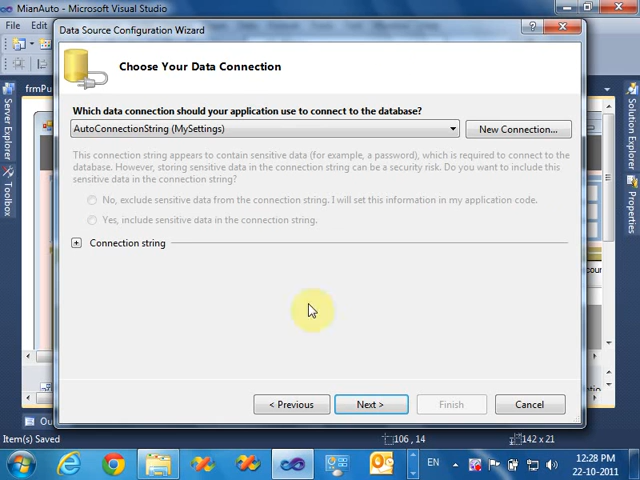 MianAuto - Microsoft Visual Studio
File Edit
Data Source Configuration Wizard
frmPu
Server Explorer
Toolbox
Solution Explorer
Properties
Choose Your Data Connection
Which data connection should your application use to connect to the database?
AutoConnectionString (MySettings)
New Connection...
This connection string appears to contain sensitive data (for example, a password), which is required to connect to the
database. However, storing sensitive data in the connection string can be a security risk. Do you want to include this
sensitive data in the connection string?
No, exclude sensitive data from the connection string. I will set this information in my application code.
Yes, include sensitive data in the connection string.
Connection string
coun
< Previous
Next >
Finish
Cancel
Ou
Item(s) Saved
106 , 14
142 x 21
EN
12:28 PM
22-10-2011